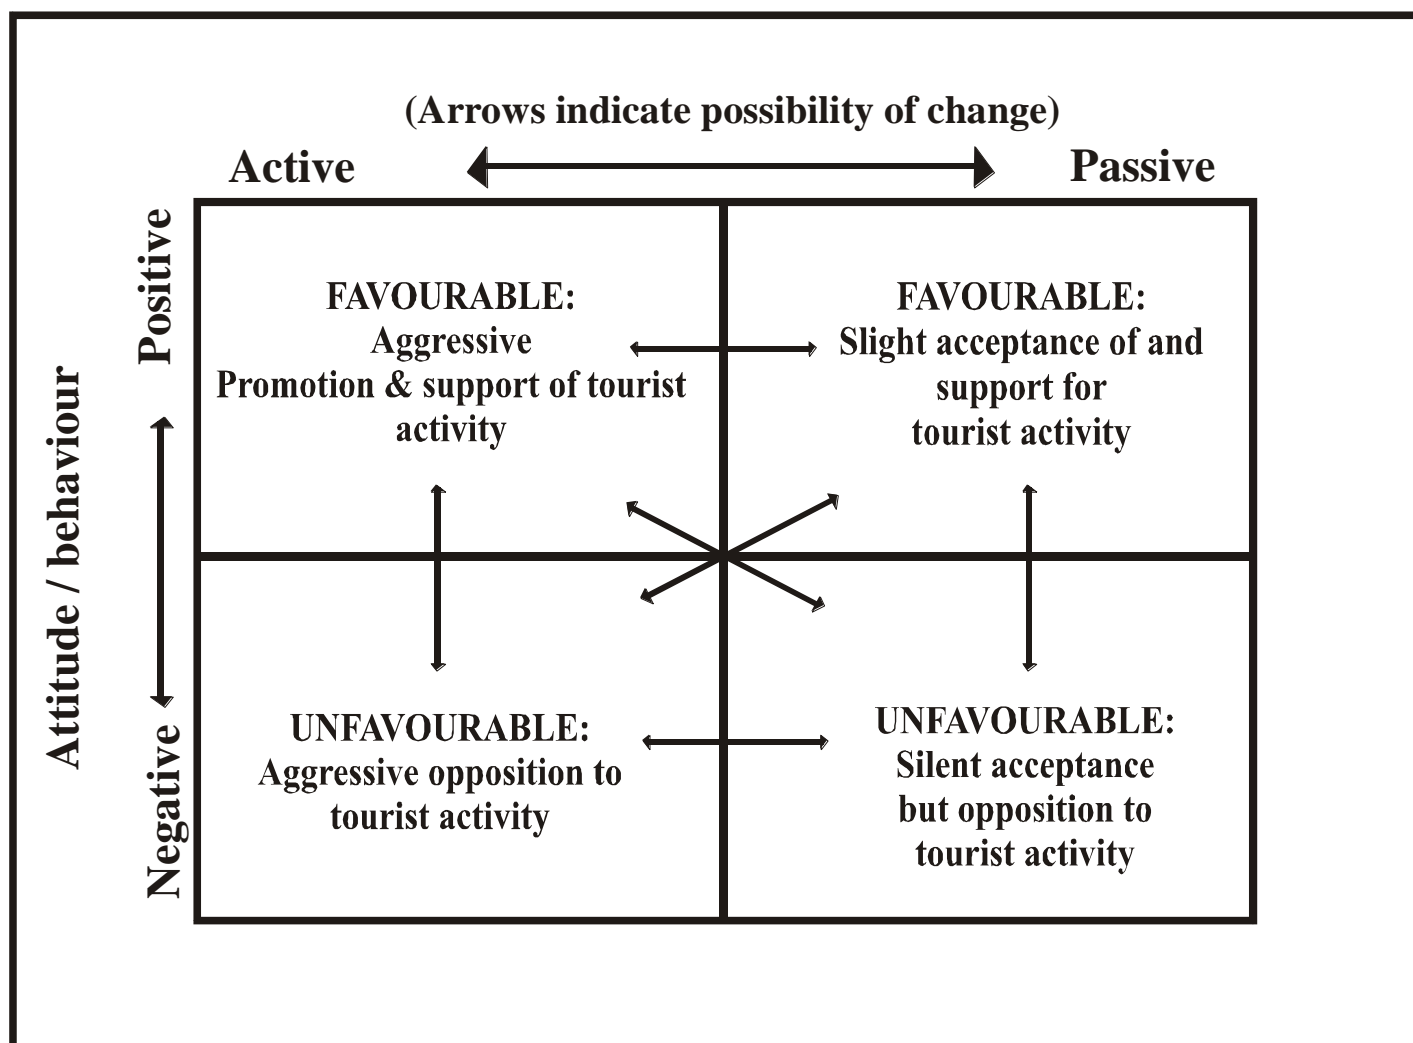 (Arrows indicate possibility of change)
Active
Passive
Attitude / behaviour
Positive
Negative
FAVOURABLE:
Aggressive
Promotion & support of tourist
activity
FAVOURABLE:
Slight acceptance of and
support for
tourist activity
UNFAVOURABLE:
Aggressive opposition to
tourist activity
UNFAVOURABLE:
Silent acceptance
but opposition to
tourist activity